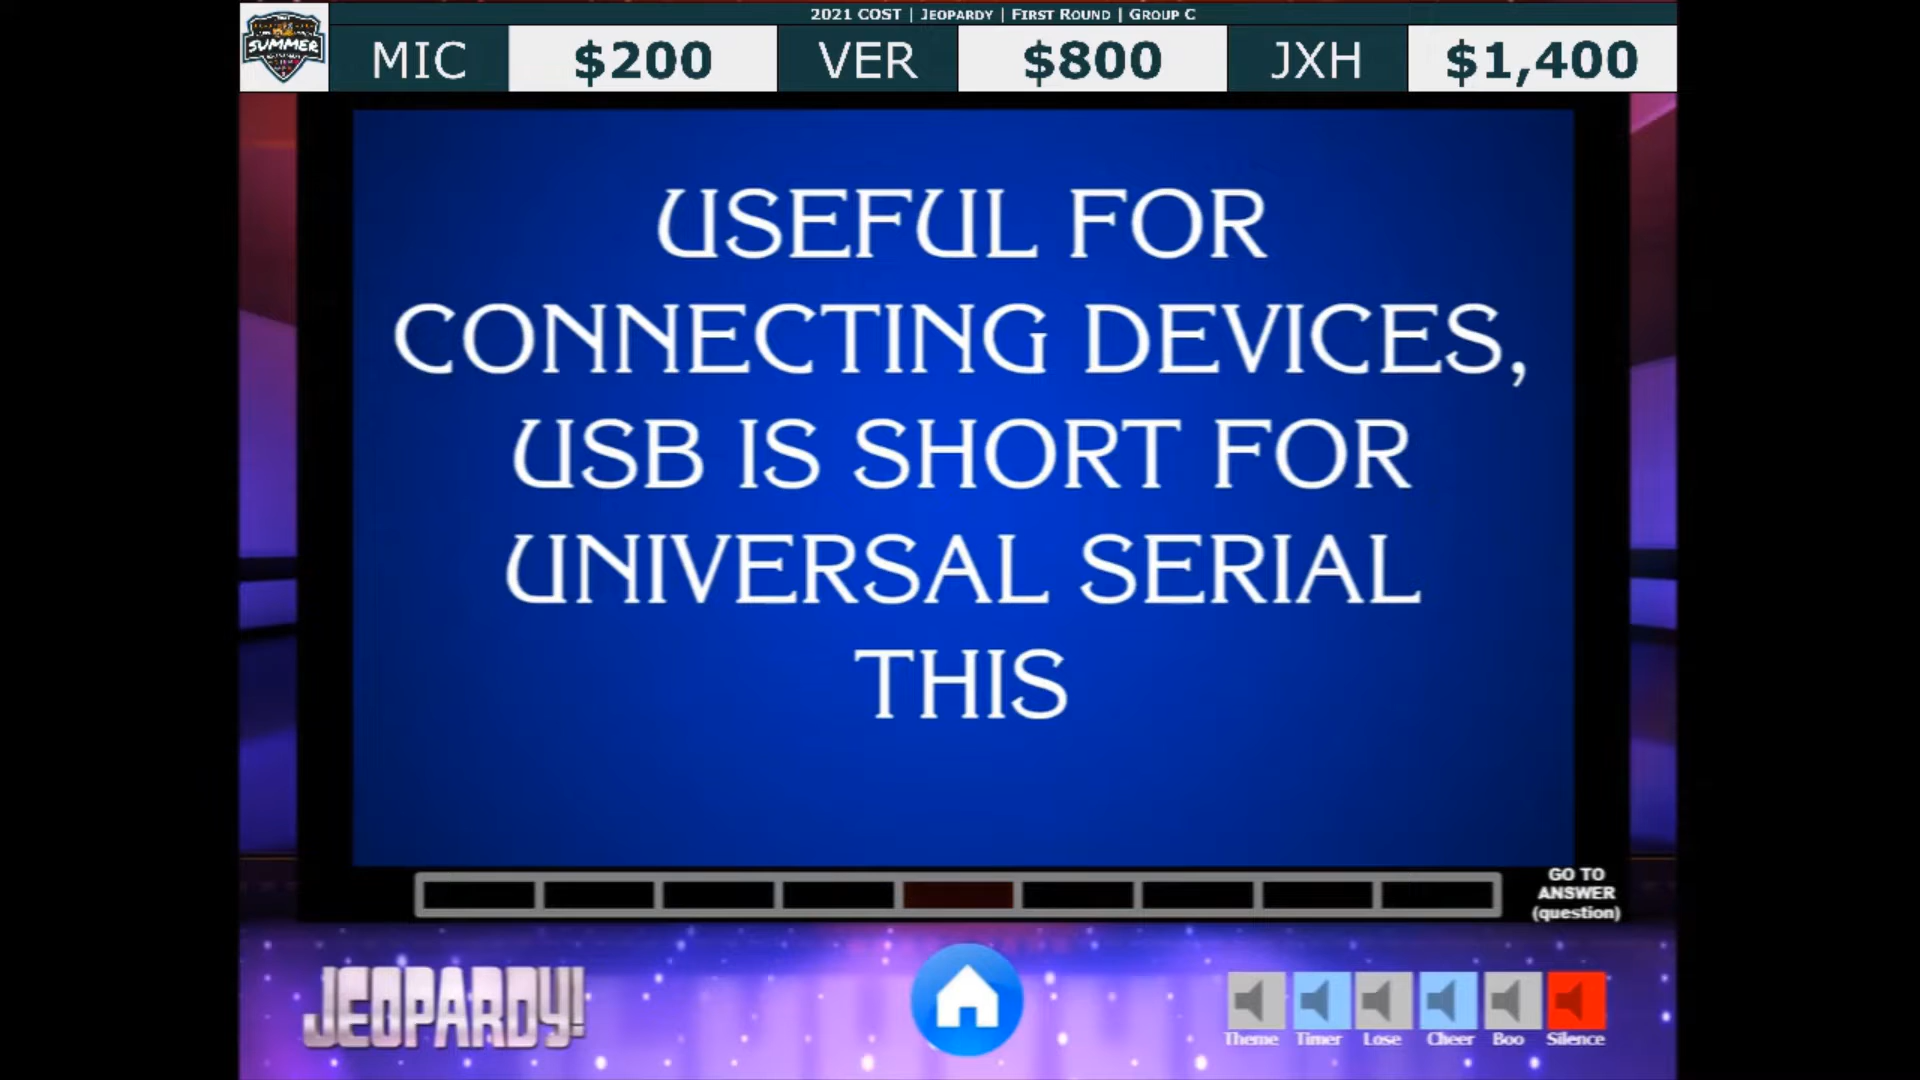 2021 COST | JEOPARDY | FIRST ROUND | GROUP C
SUMMER
MIC $200 VER $800 JXH $1,400
USEFUL FOR
CONNECTING DEVICES,
USB IS SHORT FOR
UNIVERSAL SERIAL
THIS
GO TO
ANSWER
(question)
JEOPARDY!
Theme Timer Lose Cheer Boo Silence